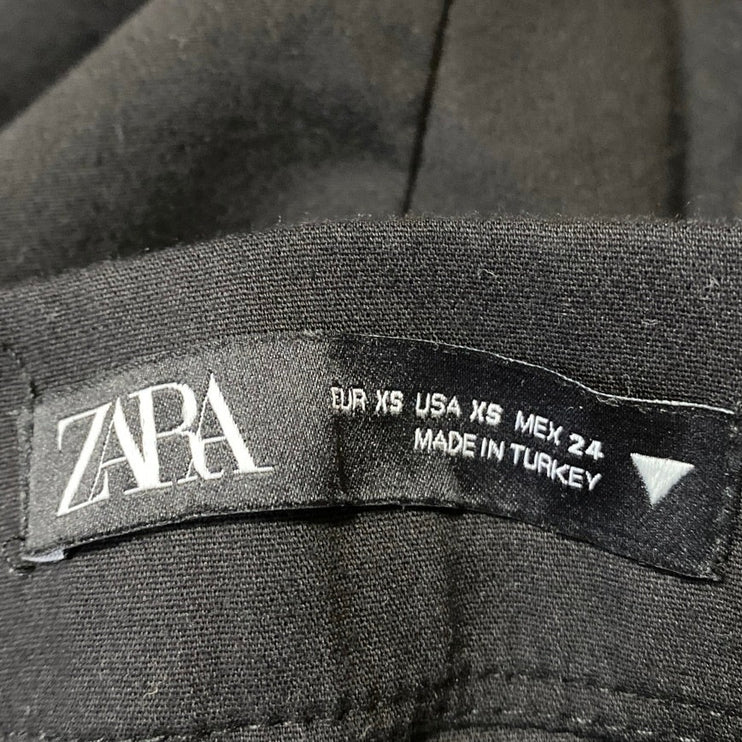 ZARA
EUR XS USA XS MEX 24
MADE IN TURKEY